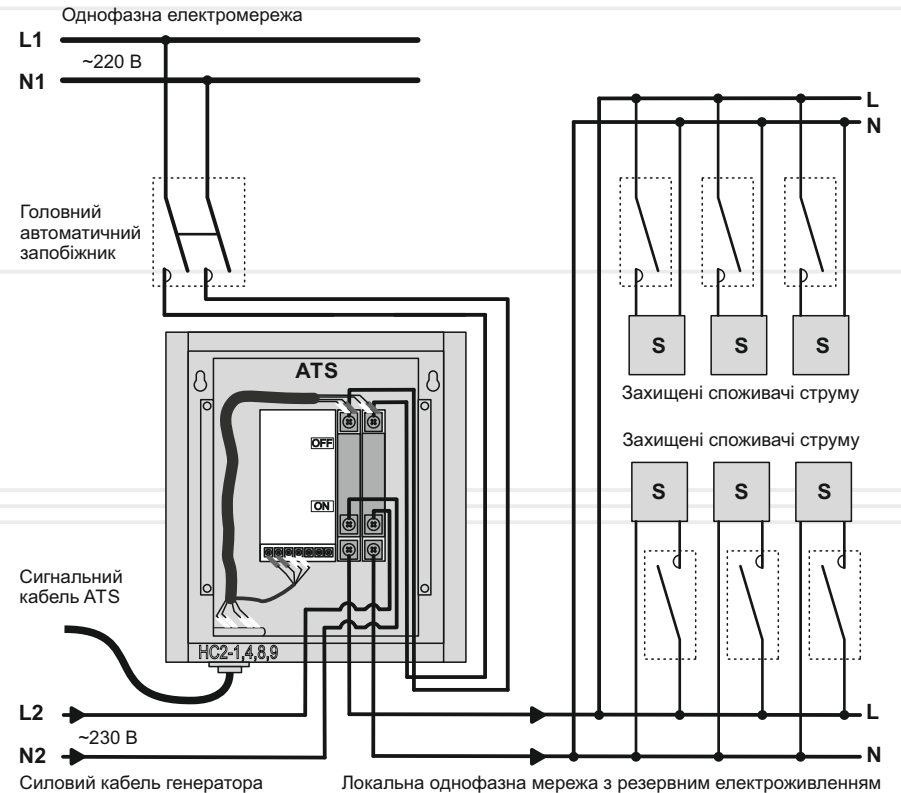 Однофазна електромережа
L1
~220 В
N1
L
N
Головний
автоматичний
запобіжник
S S S
Захищені споживачі струму
ATS
OFF
Захищені споживачі струму
S S S
ON
Сигнальний
кабель ATS
HC2-1,4,8,9
L2
L
~230 В
N2
N
Силовий кабель генератора
Локальна однофазна мережа з резервним електроживленням